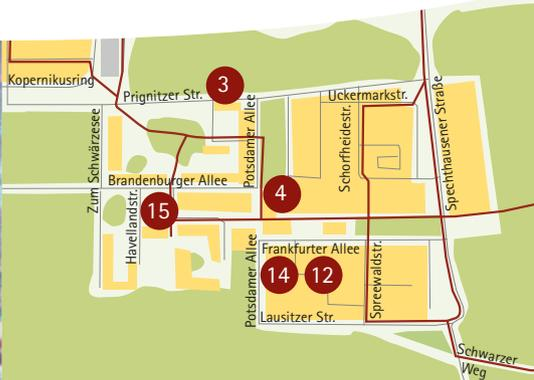 Kopernikusring
3
Prignitzer Str.
Uckermarkstr.
Zum Schwärzesee
Potsdamer Allee
Schorfheidestr.
Spechthausener Straße
Brandenburger Allee
4
15
Havellandstr.
Potsdamer Allee
Frankfurter Allee
14
12
Spreewaldstr.
Lausitzer Str.
Schwarzer
Weg